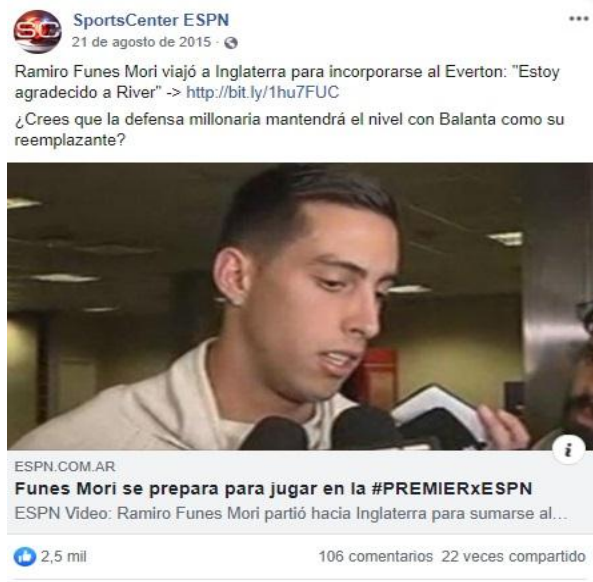 SC
SportsCenter ESPN
21 de agosto de 2015 ·
Ramiro Funes Mori viajó a Inglaterra para incorporarse al Everton: "Estoy
agradecido a River" -> http://bit.ly/1hu7FUC
¿Crees que la defensa millonaria mantendrá el nivel con Balanta como su
reemplazante?
i
ESPN.COM.AR
Funes Mori se prepara para jugar en la #PREMIERxESPN
ESPN Video: Ramiro Funes Mori partió hacia Inglaterra para sumarse al...
2,5 mil
106 comentarios 22 veces compartido